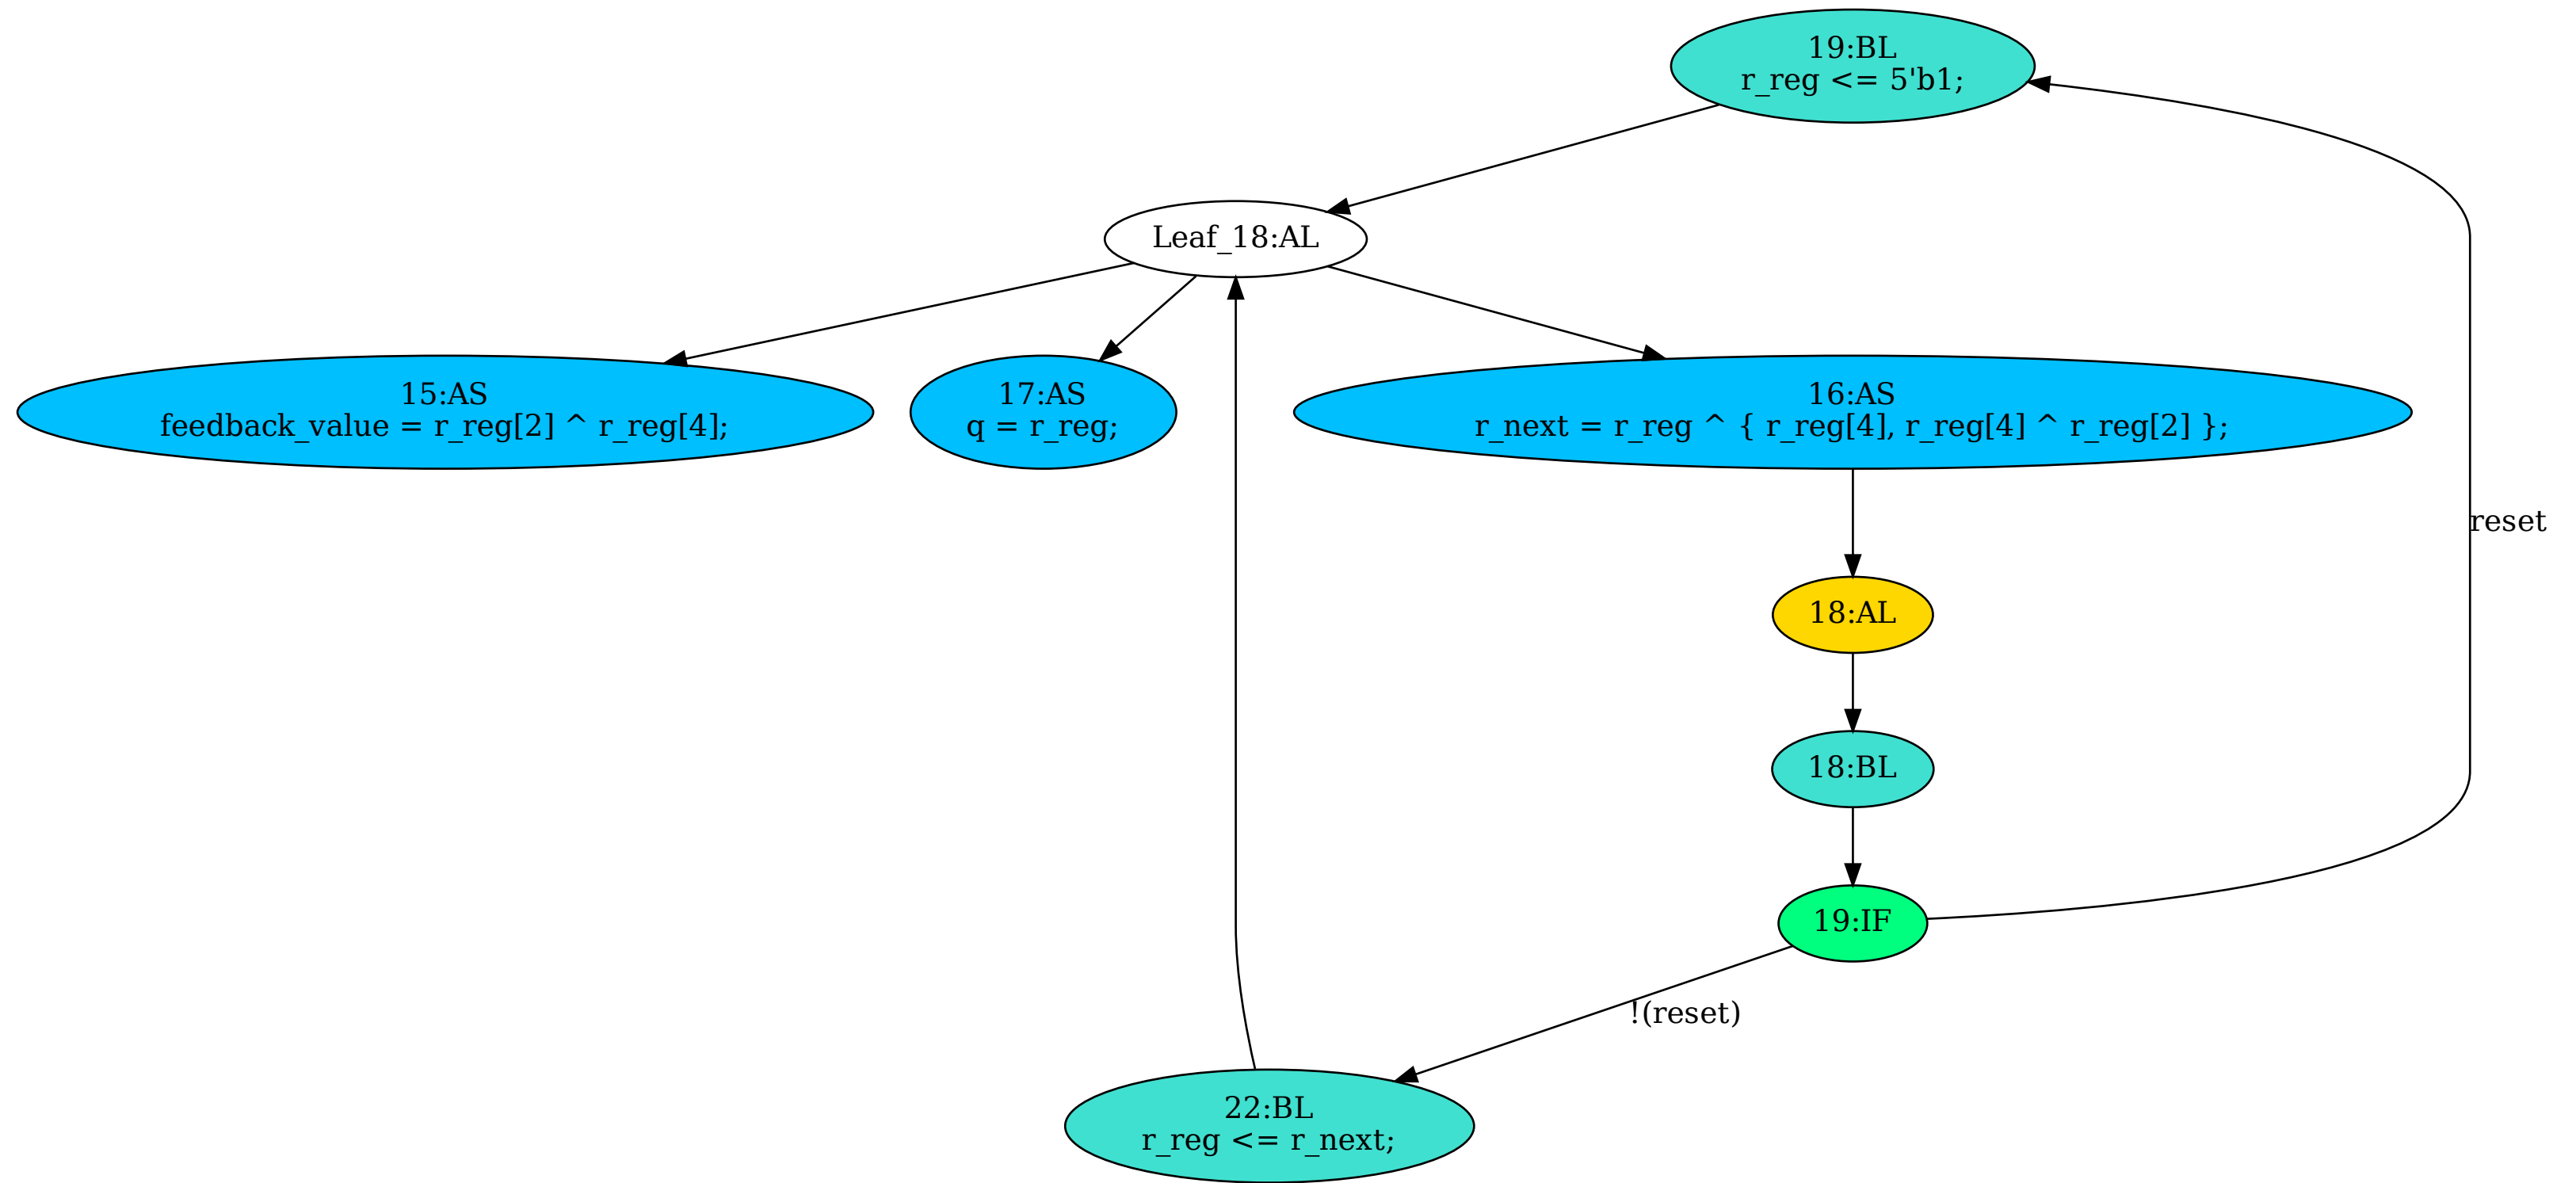 19:BL
r_reg <= 5'b1;
Leaf_18:AL
15:AS
feedback_value = r_reg[2] ^ r_reg[4];
17:AS
q = r_reg;
16:AS
r_next = r_reg ^ { r_reg[4], r_reg[4] ^ r_reg[2] };
reset
18:AL
18:BL
19:IF
!(reset)
22:BL
r_reg <= r_next;